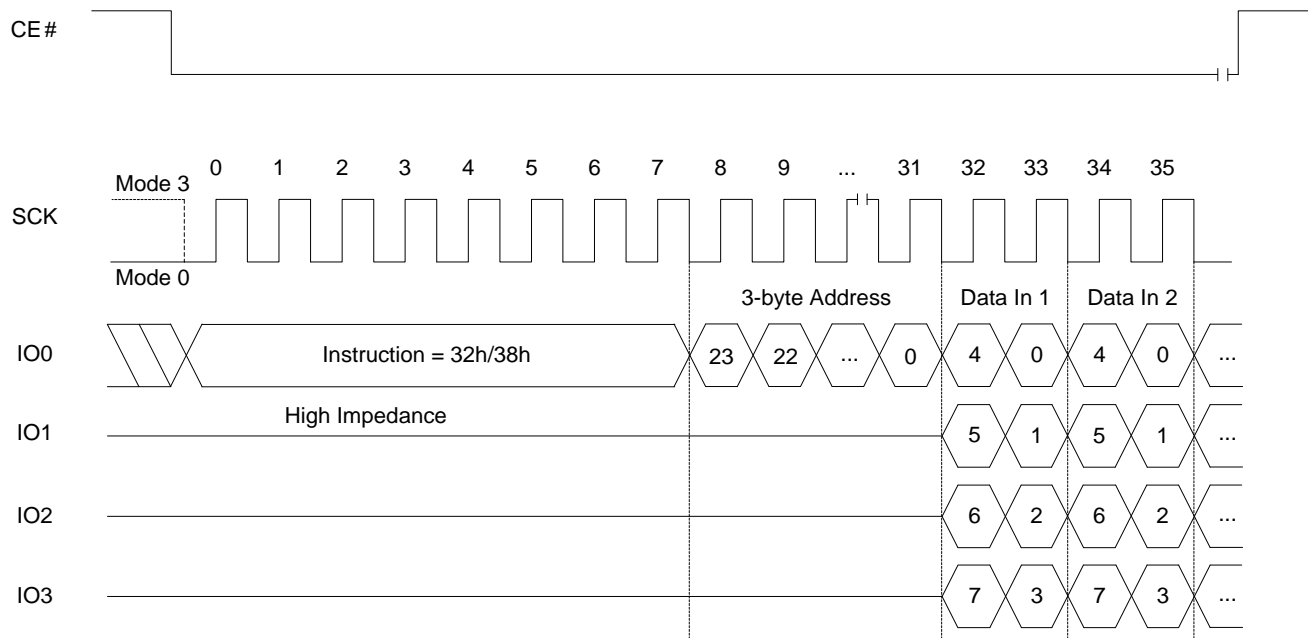 CE#
0 1 2 3 4 5 6 7 8 9 ... 31 32 33 34 35
Mode 3
SCK
Mode 0
3-byte Address Data In 1 Data In 2
IO0 Instruction = 32h/38h 23 22 ... 0 4 0 4 0 ...
High Impedance
IO1 5 1 5 1 ...
IO2 6 2 6 2 ...
IO3 7 3 7 3 ...